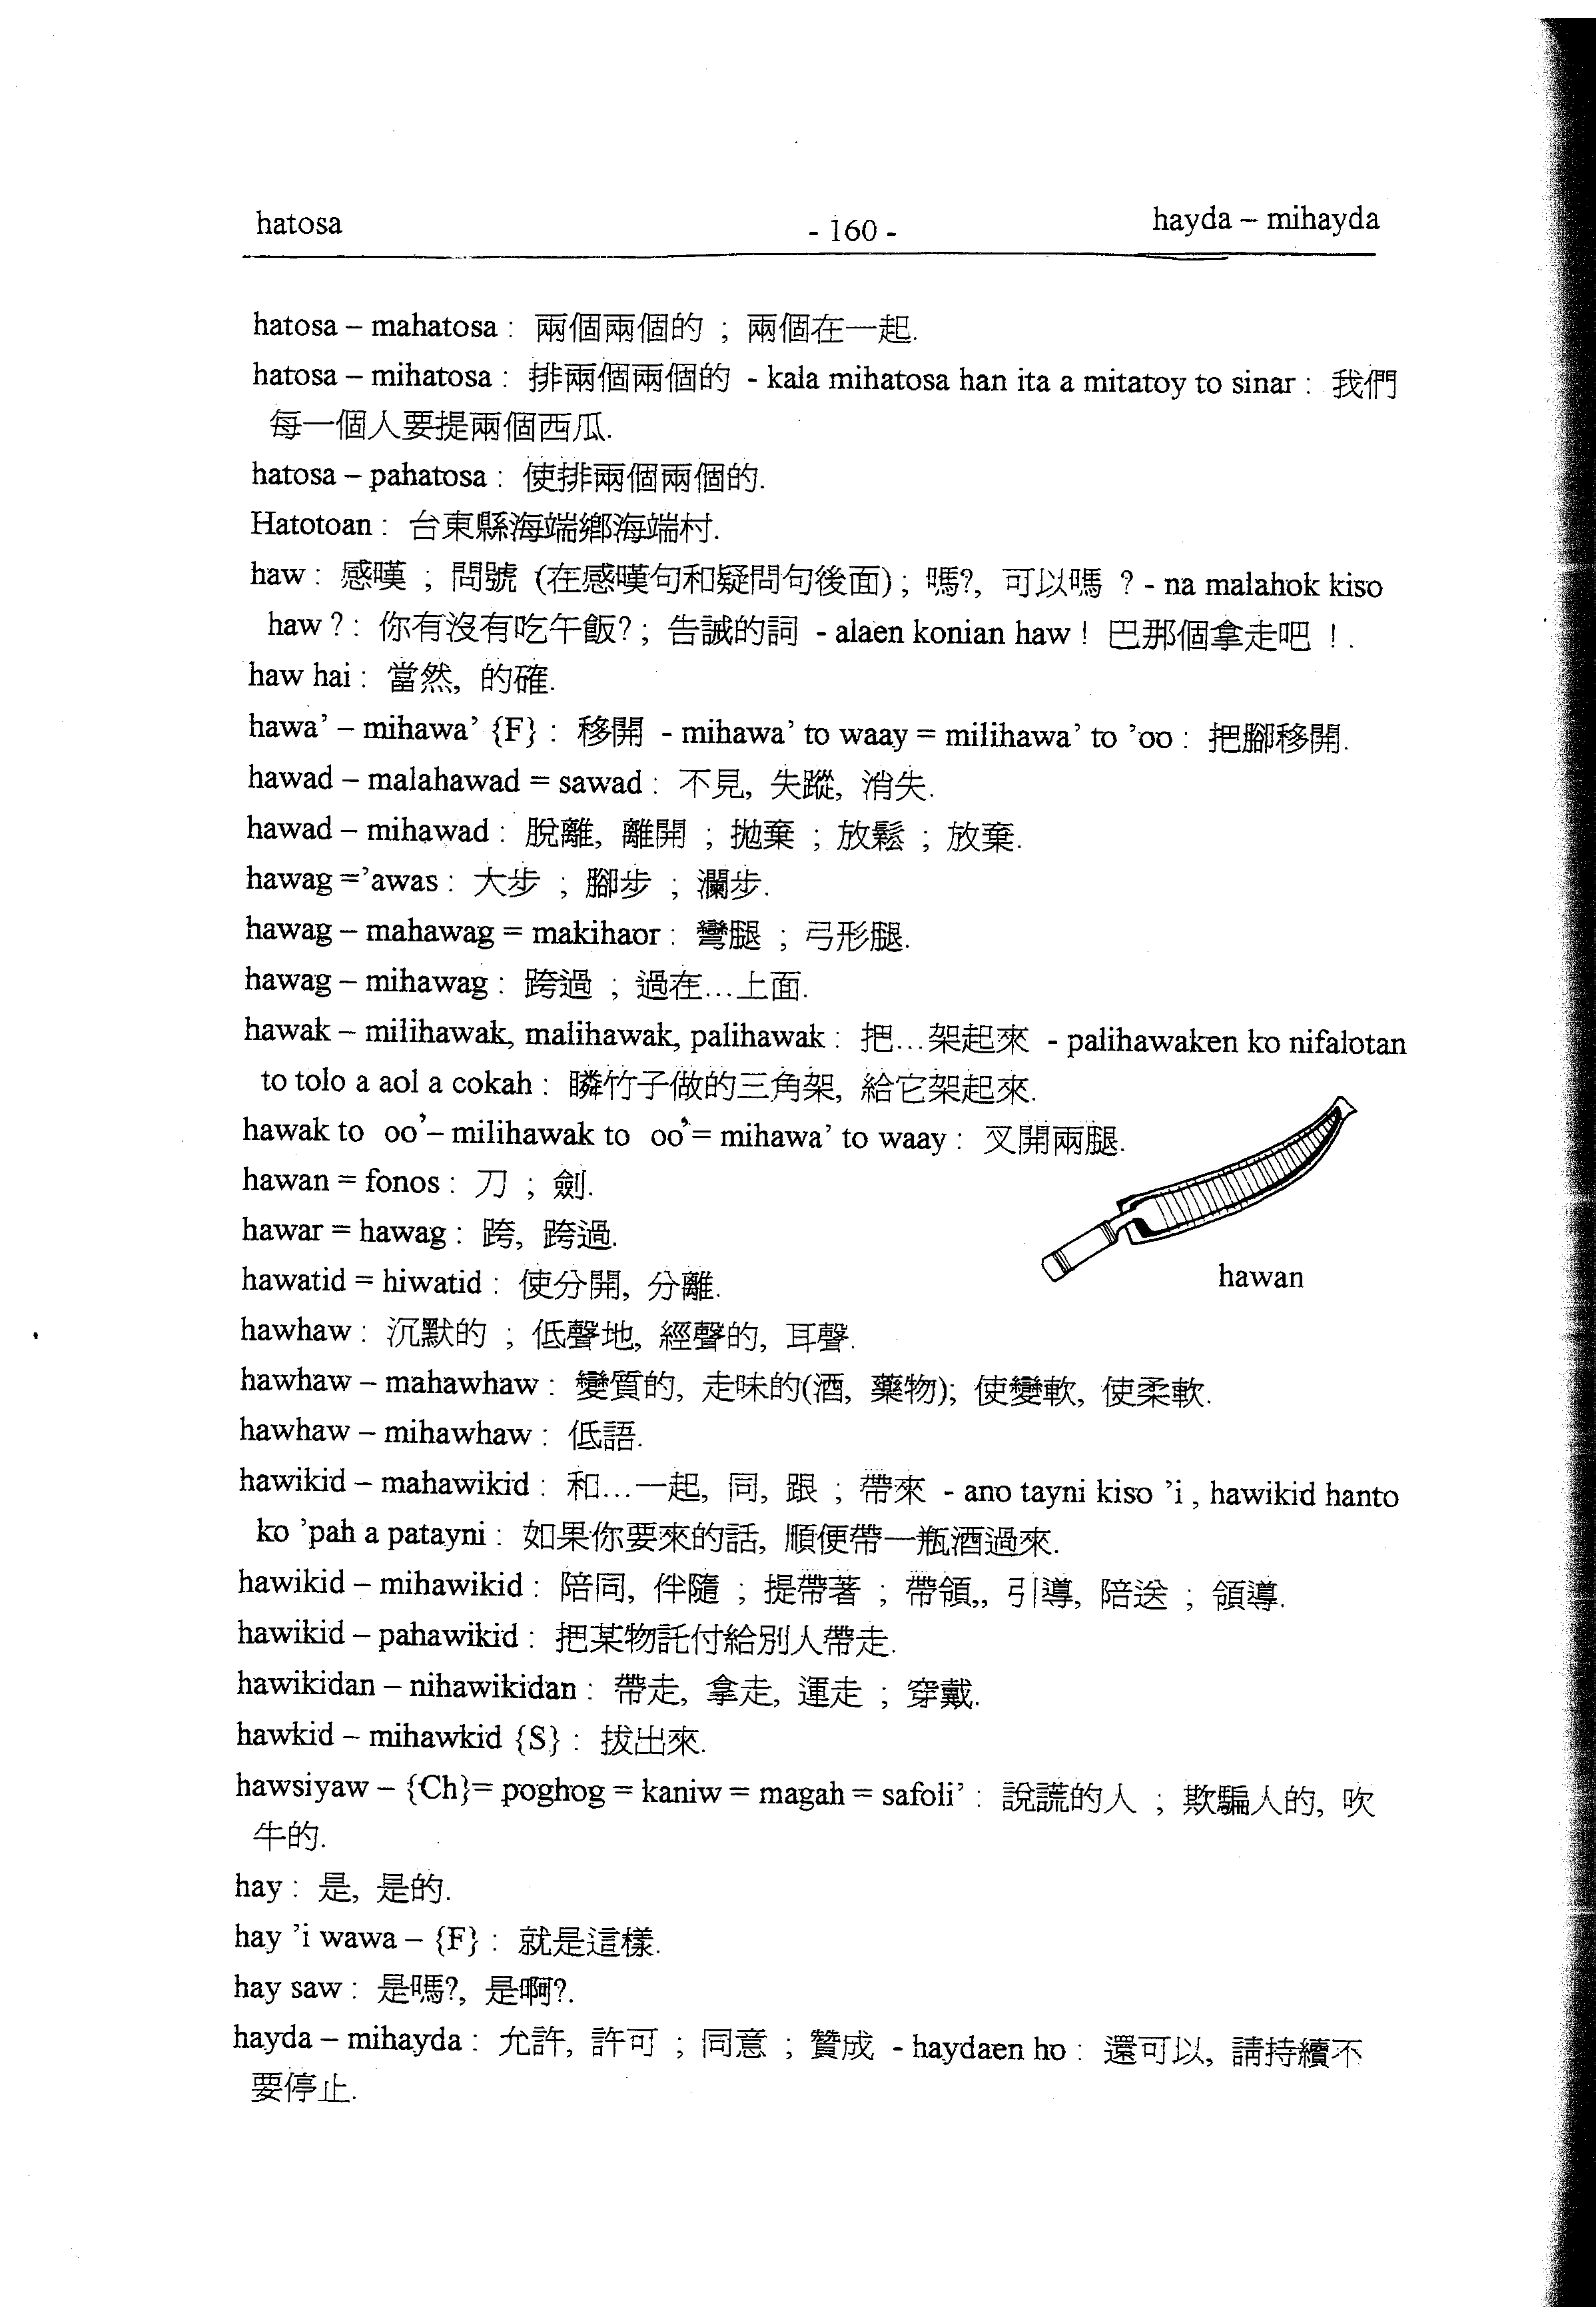 hatosa - 160 - hayda – mihayda
hatosa – mahatosa : 兩個兩個的 ; 兩個在一起.
hatosa – mihatosa : 排兩個兩個的 - kala mihatosa han ita a mitatoy to sinar : 我們
每一個人要提兩個西瓜.
hatosa – pahatosa : 使排兩個兩個的.
Hatotoan : 台東縣海端鄉海端村.
haw : 感嘆 ; 問號 (在感嘆句和疑問句後面) ; 嗎?, 可以嗎 ? - na malahok kiso
haw ? : 你有沒有吃午飯? ; 告誡的詞 - alaen konian haw ! 巴那個拿走吧 ! .
haw hai : 當然, 的確.
hawa’ – mihawa’ {F} : 移開 - mihawa’ to waay = milihawa’ to ’oo : 把腳移開.
hawad – malahawad = sawad : 不見, 失蹤, 消失.
hawad – mihawad : 脫離, 離開 ; 拋棄 ; 放鬆 ; 放棄.
hawag =’awas : 大步 ; 腳步 ; 瀾步.
hawag – mahawag = makihaor : 彎腿 ; 弓形腿.
hawag – mihawag : 跨過 ; 過在...上面.
hawak – milihawak, malihawak, palihawak : 把...架起來 - palihawaken ko nifalotan
to tolo a aol a cokah : 瞵竹子做的三角架, 給它架起來.
hawak to oo’– milihawak to oo’= mihawa’ to waay : 叉開兩腿.
hawan = fonos : 刀 ; 劍.
hawar = hawag : 跨, 跨過.
hawan
hawatid = hiwatid : 使分開, 分離.
hawhaw : 沉默的 ; 低聲地, 經聲的, 耳聲.
hawhaw – mahawhaw : 變質的, 走味的(酒, 藥物); 使變軟, 使柔軟.
hawhaw – mihawhaw : 低語.
hawikid – mahawikid : 和...一起, 同, 跟 ; 帶來 - ano tayni kiso ’i , hawikid hanto
ko ’pah a patayni : 如果你要來的話, 順便帶一瓶酒過來.
hawikid – mihawikid : 陪同, 伴隨 ; 提帶著 ; 帶領,, 引導, 陪送 ; 領導.
hawikid – pahawikid : 把某物託付給別人帶走.
hawikidan – nihawikidan : 帶走, 拿走, 運走 ; 穿戴.
hawkid – mihawkid {S} : 拔出來.
hawsiyaw – {Ch}= poghog = kaniw = magah = safoli’ : 說謊的人 ; 欺騙人的, 吹
牛的.
hay : 是, 是的.
hay ’i wawa – {F} : 就是這樣.
hay saw : 是嗎?, 是啊?.
hayda – mihayda : 允許, 許可 ; 同意 ; 贊成 - haydaen ho : 還可以, 請持續不
要停止.